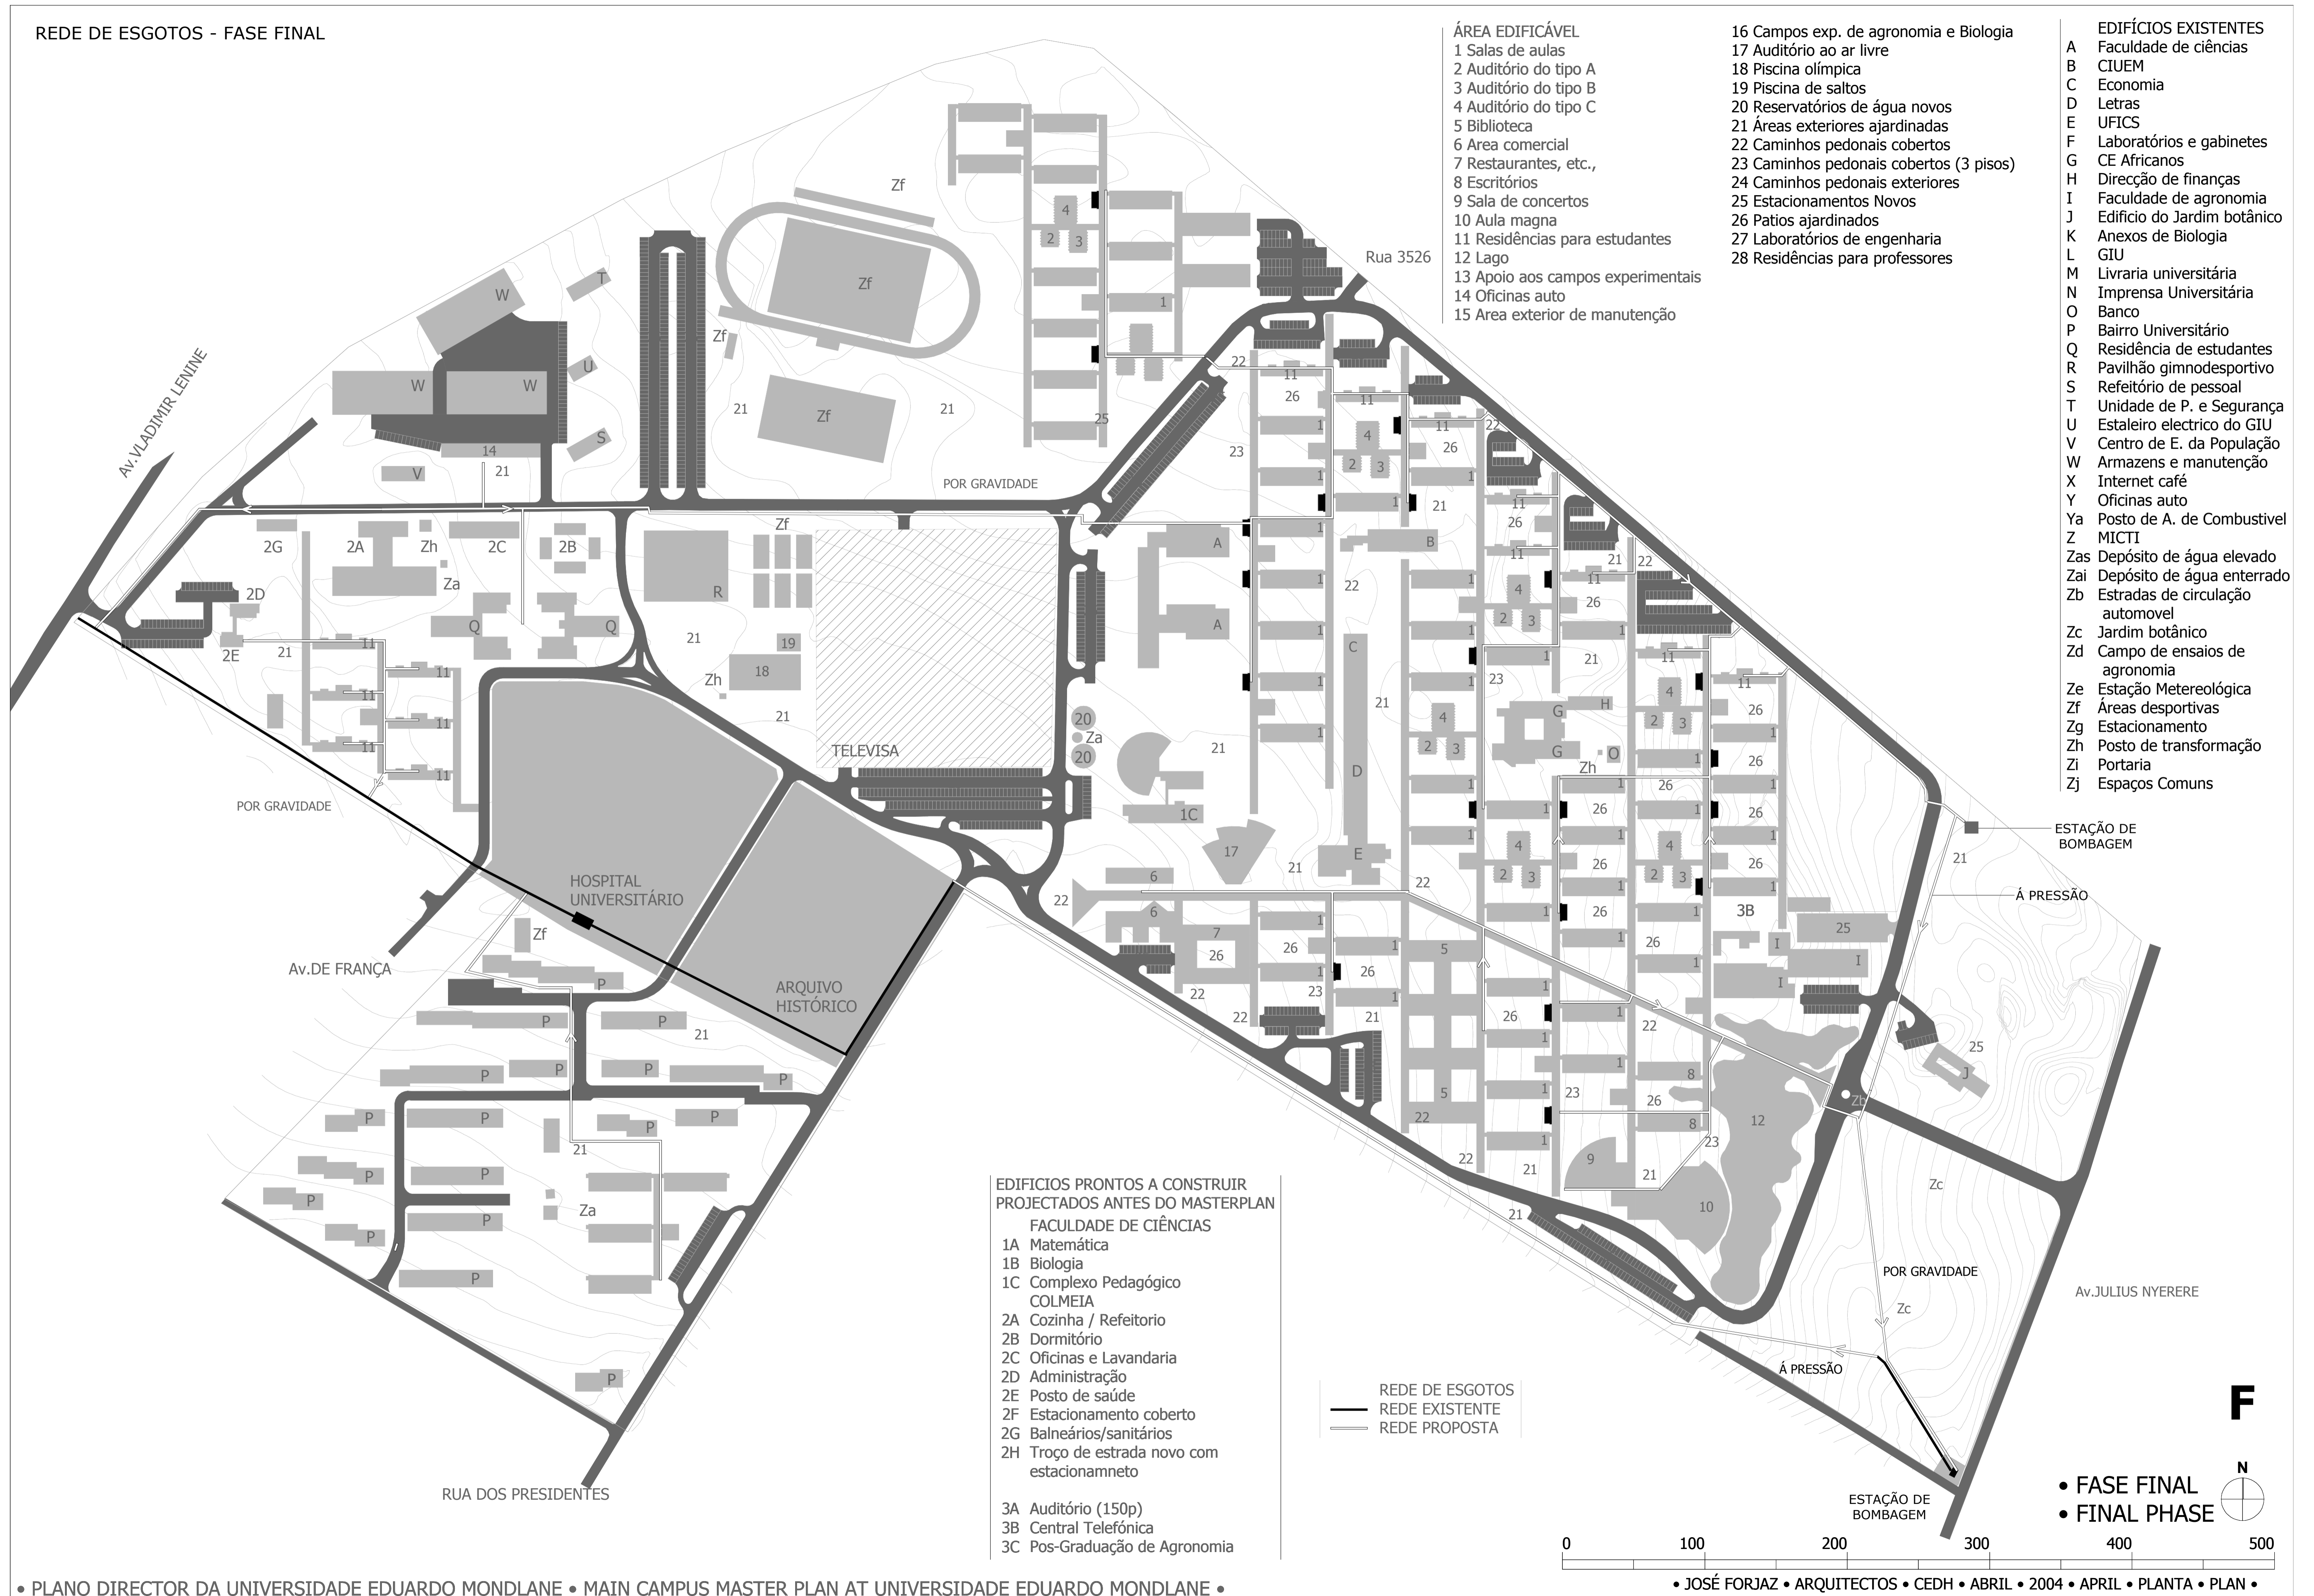 REDE DE ESGOTOS - FASE FINAL
ÁREA EDIFICÁVEL
1 Salas de aulas
2 Auditório do tipo A
3 Auditório do tipo B
4 Auditório do tipo C
5 Biblioteca
6 Area comercial
7 Restaurantes, etc.,
8 Escritórios
9 Sala de concertos
10 Aula magna
11 Residências para estudantes
12 Lago
13 Apoio aos campos experimentais
14 Oficinas auto
15 Area exterior de manutenção
16 Campos exp. de agronomia e Biologia
17 Auditório ao ar livre
18 Piscina olímpica
19 Piscina de saltos
20 Reservatórios de água novos
21 Áreas exteriores ajardinadas
22 Caminhos pedonais cobertos
23 Caminhos pedonais cobertos (3 pisos)
24 Caminhos pedonais exteriores
25 Estacionamentos Novos
26 Patios ajardinados
27 Laboratórios de engenharia
28 Residências para professores
EDIFÍCIOS EXISTENTES
A Faculdade de ciências
B CIUEM
C Economia
D Letras
E UFICS
F Laboratórios e gabinetes
G CE Africanos
H Direcção de finanças
I Faculdade de agronomia
J Edificio do Jardim botânico
K Anexos de Biologia
L GIU
M Livraria universitária
N Imprensa Universitária
O Banco
P Bairro Universitário
Q Residência de estudantes
R Pavilhão gimnodesportivo
S Refeitório de pessoal
T Unidade de P. e Segurança
U Estaleiro electrico do GIU
V Centro de E. da População
W Armazens e manutenção
X Internet café
Y Oficinas auto
Ya Posto de A. de Combustivel
Z MICTI
Zas Depósito de água elevado
Zai Depósito de água enterrado
Zb Estradas de circulação
automovel
Zc Jardim botânico
Zd Campo de ensaios de
agronomia
Ze Estação Metereológica
Zf Áreas desportivas
Zg Estacionamento
Zh Posto de transformação
Zi Portaria
Zj Espaços Comuns
Av.VLADIMIR LENINE
Rua 3526
POR GRAVIDADE
TELEVISA
POR GRAVIDADE
HOSPITAL
UNIVERSITÁRIO
Av.DE FRANÇA
ARQUIVO
HISTÓRICO
RUA DOS PRESIDENTES
ESTAÇÃO DE
BOMBAGEM
Á PRESSÃO
POR GRAVIDADE
Av.JULIUS NYERERE
Á PRESSÃO
ESTAÇÃO DE
BOMBAGEM
EDIFICIOS PRONTOS A CONSTRUIR
PROJECTADOS ANTES DO MASTERPLAN
FACULDADE DE CIÊNCIAS
1A Matemática
1B Biologia
1C Complexo Pedagógico
COLMEIA
2A Cozinha / Refeitorio
2B Dormitório
2C Oficinas e Lavandaria
2D Administração
2E Posto de saúde
2F Estacionamento coberto
2G Balneários/sanitários
2H Troço de estrada novo com
estacionamneto
3A Auditório (150p)
3B Central Telefónica
3C Pos-Graduação de Agronomia
REDE DE ESGOTOS
REDE EXISTENTE
REDE PROPOSTA
F
N
• FASE FINAL
• FINAL PHASE
0 100 200 300 400 500
• JOSÉ FORJAZ • ARQUITECTOS • CEDH • ABRIL • 2004 • APRIL • PLANTA • PLAN •
• PLANO DIRECTOR DA UNIVERSIDADE EDUARDO MONDLANE • MAIN CAMPUS MASTER PLAN AT UNIVERSIDADE EDUARDO MONDLANE •